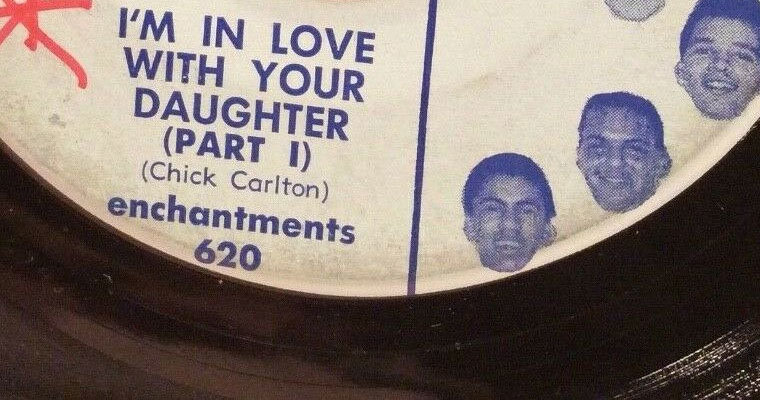 I'M IN LOVE
WITH YOUR
DAUGHTER
(PART I)
(Chick Carlton)
enchantments
620